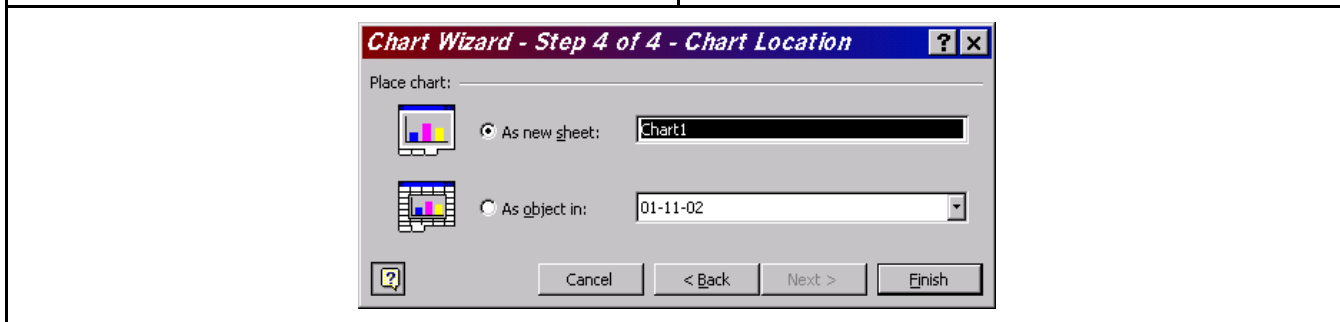 Chart Wizard - Step 4 of 4 - Chart Location
Place chart:
As new sheet: Chart1
As object in: 01-11-02
Cancel < Back Next > Finish